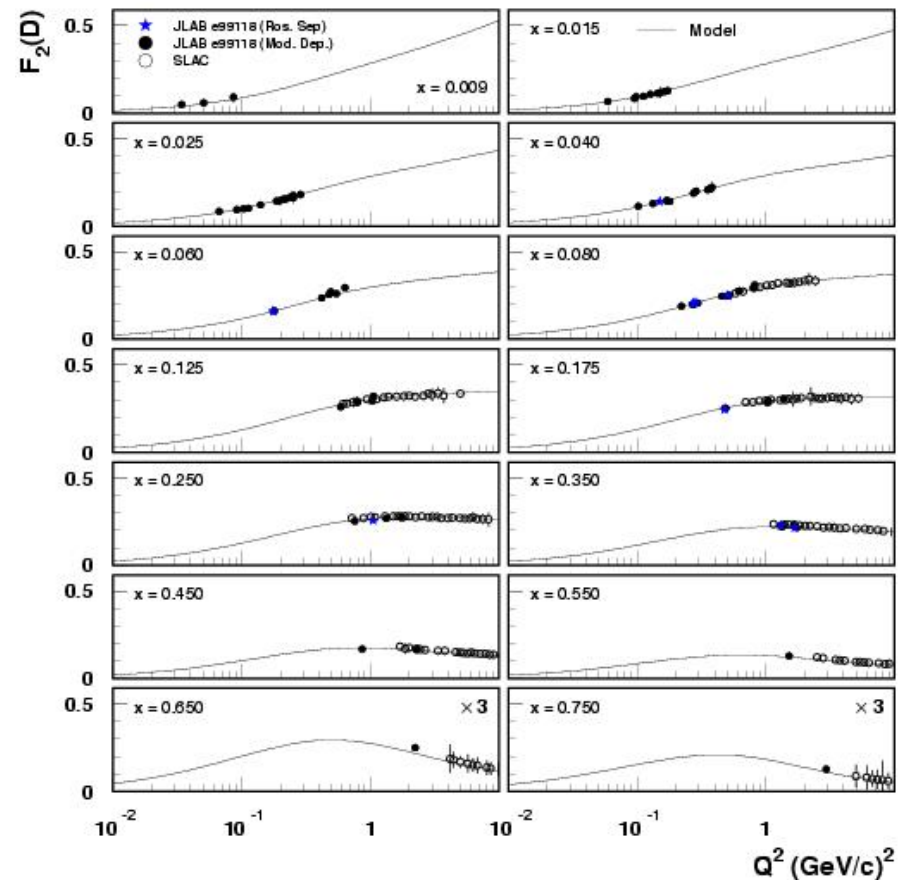 F2(D)
0.5
0
JLAB e99118 (Ros. Sep)
JLAB e99118 (Mod. Dep.)
SLAC
x = 0.009
x = 0.015
Model
0.5
0
x = 0.025
x = 0.040
0.5
0
x = 0.060
x = 0.080
0.5
0
x = 0.125
x = 0.175
0.5
0
x = 0.250
x = 0.350
0.5
0
x = 0.450
x = 0.550
0.5
0
x = 0.650 × 3
x = 0.750 × 3
10^-2 10^-1 1 10 10^-2 10^-1 1
Q^2 (GeV/c)^2